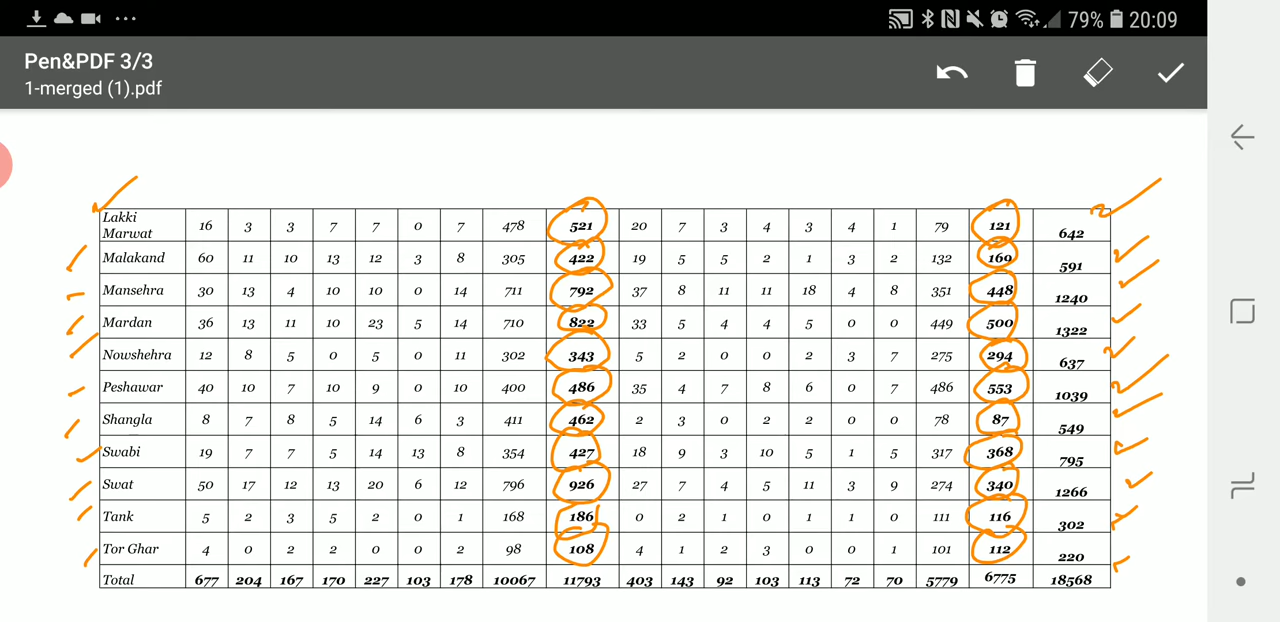 79% 20:09
Pen&PDF 3/3
1-merged (1).pdf
Lakki
Marwat 16 3 3 7 7 0 7 478 521 20 7 3 4 3 4 1 79 121 642
Malakand 60 11 10 13 12 3 8 305 422 19 5 5 2 1 3 2 132 169 591
Mansehra 30 13 4 10 10 0 14 711 792 37 8 11 11 18 4 8 351 448 1240
Mardan 36 13 11 10 23 5 14 710 822 33 5 4 4 5 0 0 449 500 1322
Nowshehra 12 8 5 0 5 0 11 302 343 5 2 0 0 2 3 7 275 294 637
Peshawar 40 10 7 10 9 0 10 400 486 35 4 7 8 6 0 7 486 553 1039
Shangla 8 7 8 5 14 6 3 411 462 2 3 0 2 2 0 0 78 87 549
Swabi 19 7 7 5 14 13 8 354 427 18 9 3 10 5 1 5 317 368 795
Swat 50 17 12 13 20 6 12 796 926 27 7 4 5 11 3 9 274 340 1266
Tank 5 2 3 5 2 0 1 168 186 0 2 1 0 1 1 0 111 116 302
Tor Ghar 4 0 2 2 0 0 2 98 108 4 1 2 3 0 0 1 101 112 220
Total 677 204 167 170 227 103 178 10067 11793 403 143 92 103 113 72 70 5779 6775 18568